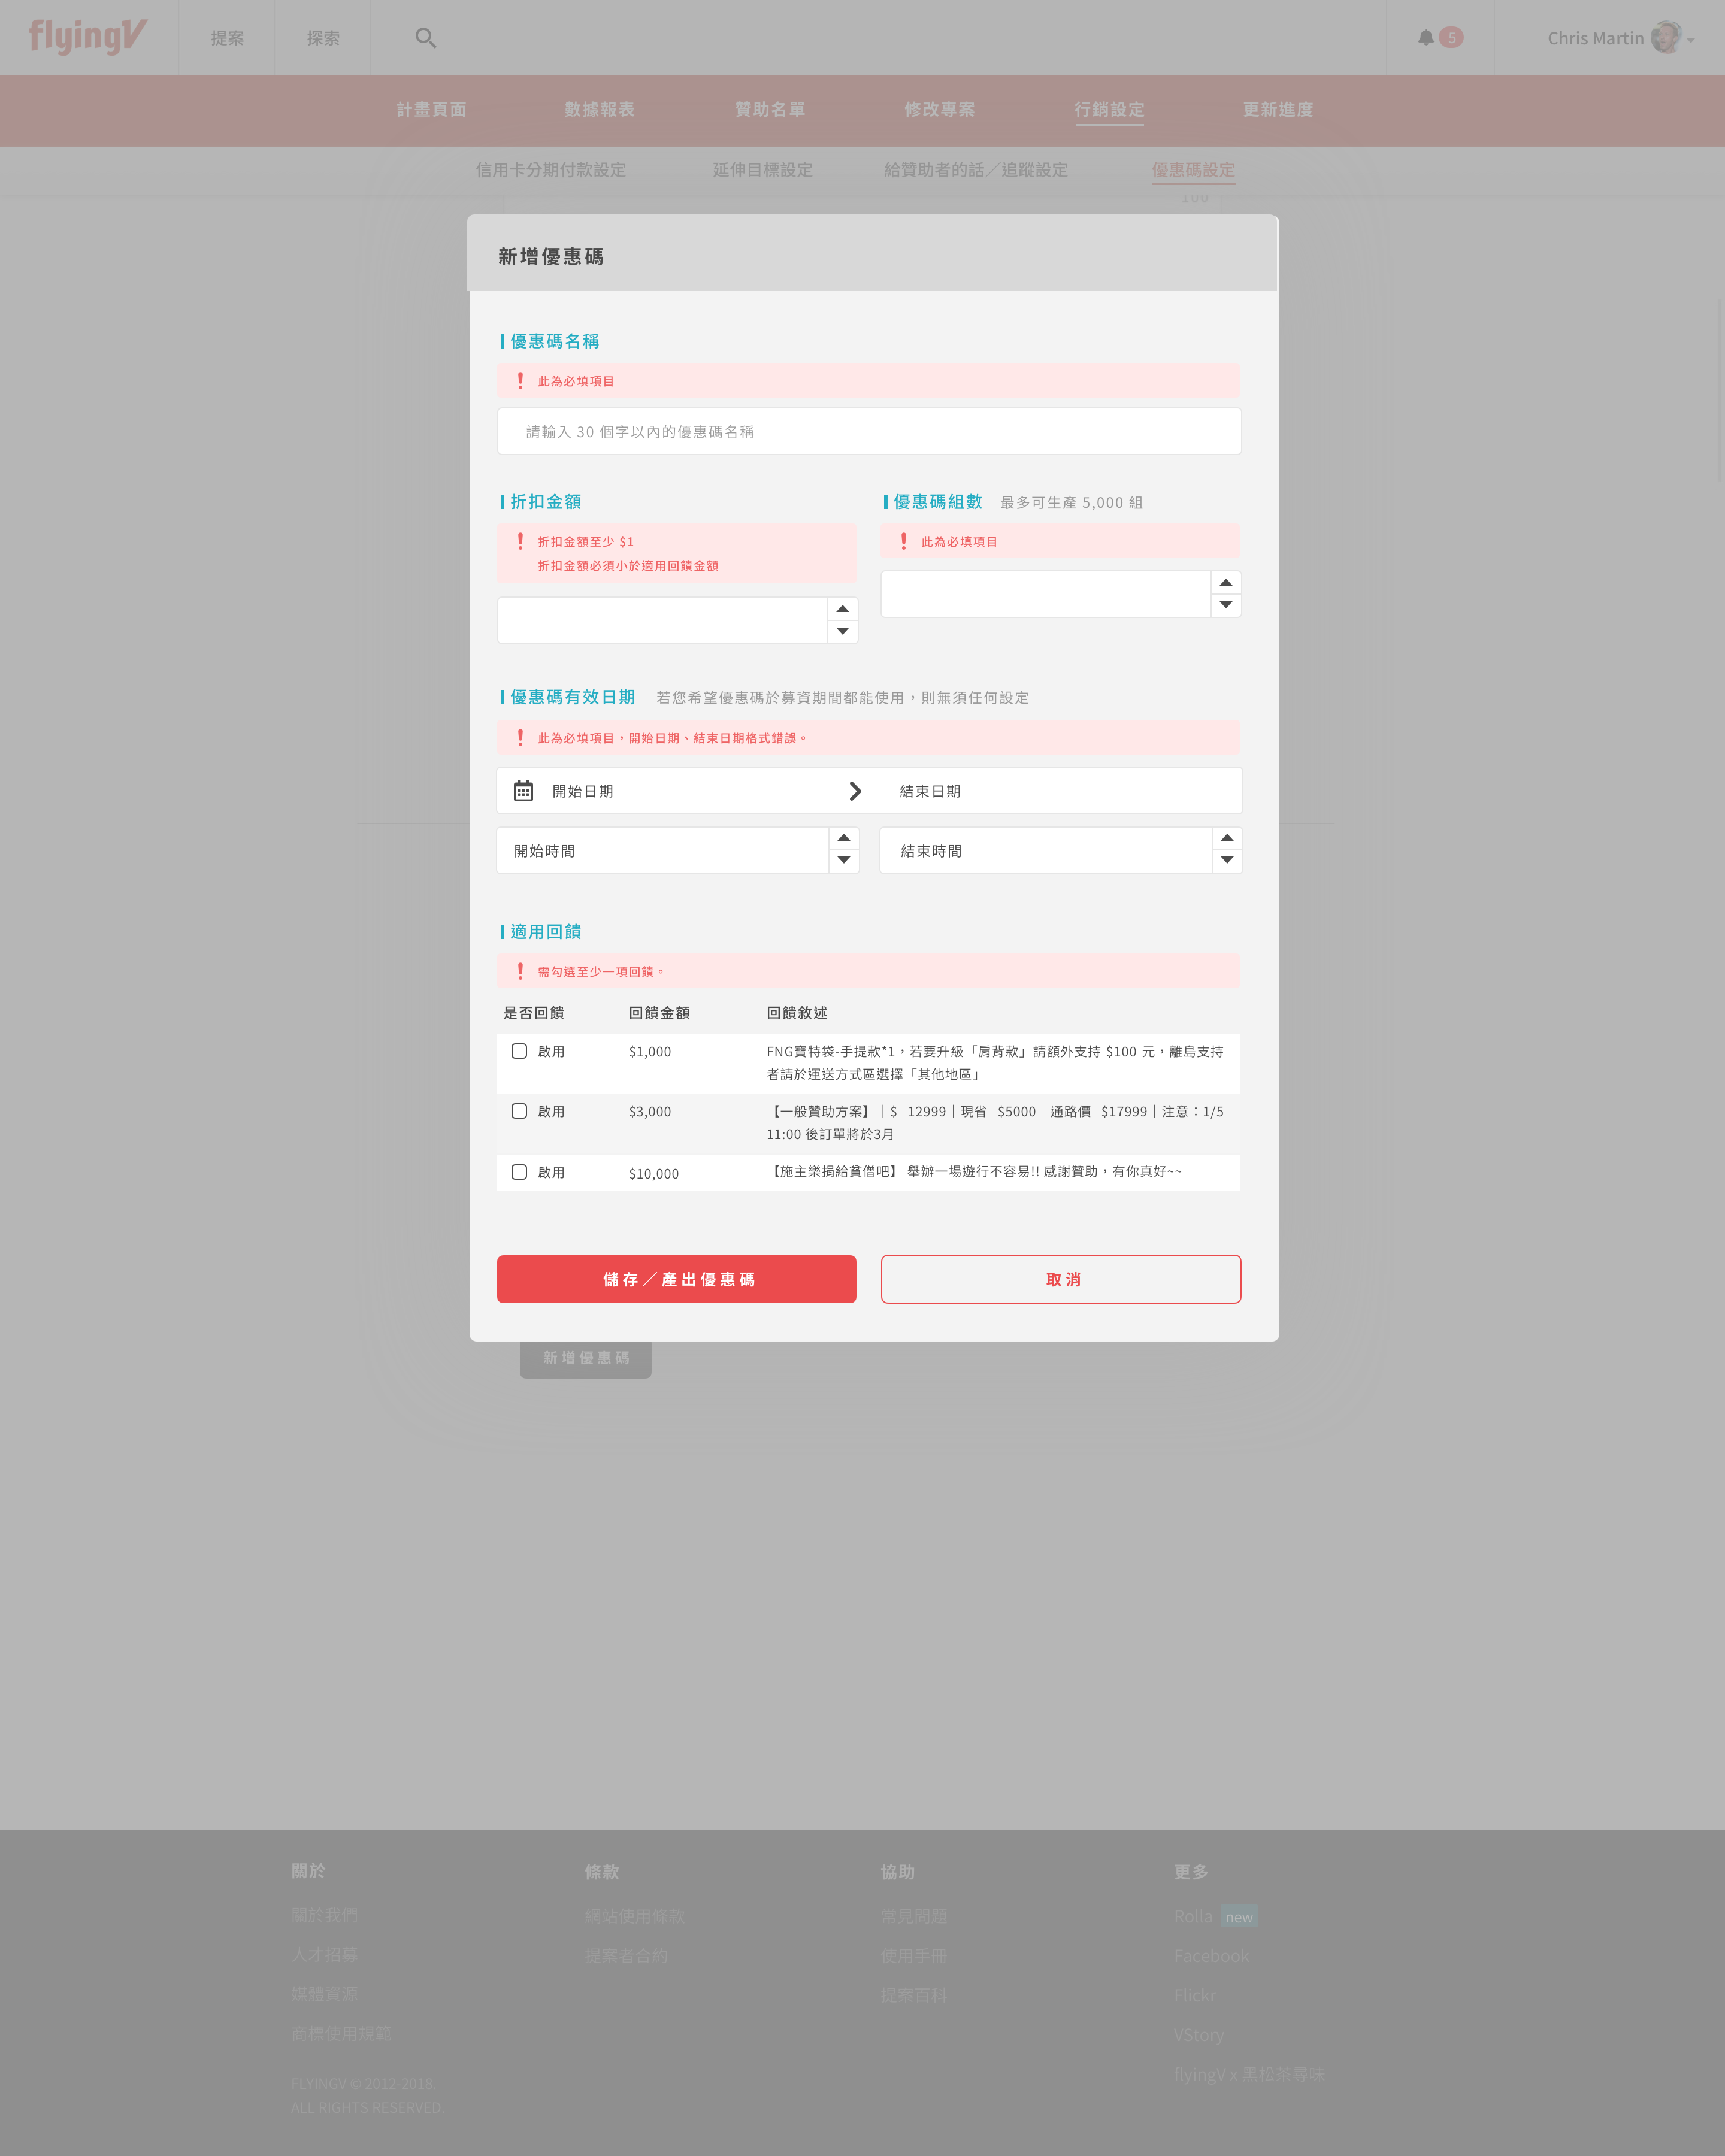 flyingV
提案
探索
5
Chris Martin
計畫頁面
數據報表
贊助名單
修改專案
行銷設定
更新進度
信用卡分期付款設定
延伸目標設定
給贊助者的話／追蹤設定
優惠碼設定
100
新增優惠碼
優惠碼名稱
此為必填項目
請輸入 30 個字以內的優惠碼名稱
折扣金額
折扣金額至少 $1
折扣金額必須小於適用回饋金額
優惠碼組數 最多可生產 5,000 組
此為必填項目
優惠碼有效日期 若您希望優惠碼於募資期間都能使用，則無須任何設定
此為必填項目，開始日期、結束日期格式錯誤。
開始日期
結束日期
開始時間
結束時間
適用回饋
需勾選至少一項回饋。
是否回饋 回饋金額 回饋敘述
啟用 $1,000 FNG寶特袋-手提款*1，若要升級「肩背款」請額外支持 $100 元，離島支持
者請於運送方式區選擇「其他地區」
啟用 $3,000 【一般贊助方案】｜$ 12999｜現省 $5000｜通路價 $17999｜注意：1/5
11:00 後訂單將於3月
啟用 $10,000 【施主樂捐給貧僧吧】 舉辦一場遊行不容易!! 感謝贊助，有你真好~~
儲存／產出優惠碼
取消
新增優惠碼
關於
關於我們
人才招募
媒體資源
商標使用規範
FLYINGV © 2012-2018.
ALL RIGHTS RESERVED.
條款
網站使用條款
提案者合約
協助
常見問題
使用手冊
提案百科
更多
Rolla new
Facebook
Flickr
VStory
flyingV x 黑松茶尋味